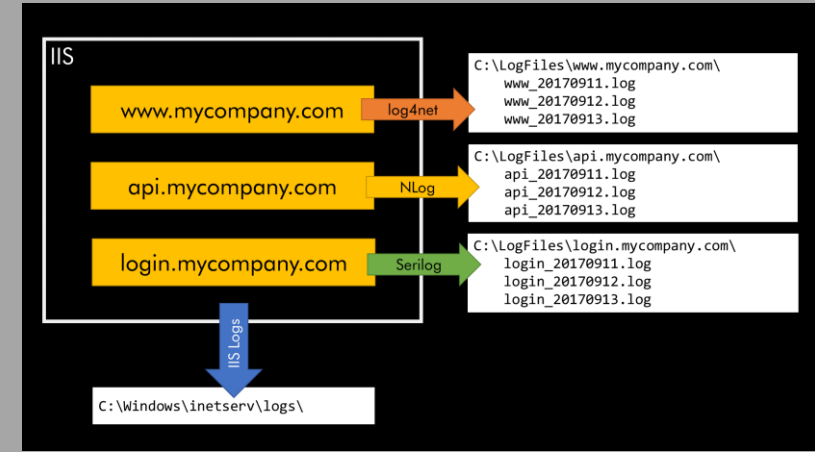 IIS
www.mycompany.com
log4net
C:\LogFiles\www.mycompany.com\
www_20170911.log
www_20170912.log
www_20170913.log
api.mycompany.com
NLog
C:\LogFiles\api.mycompany.com\
api_20170911.log
api_20170912.log
api_20170913.log
login.mycompany.com
Serilog
C:\LogFiles\login.mycompany.com\
login_20170911.log
login_20170912.log
login_20170913.log
IIS Logs
C:\Windows\inetserv\logs\